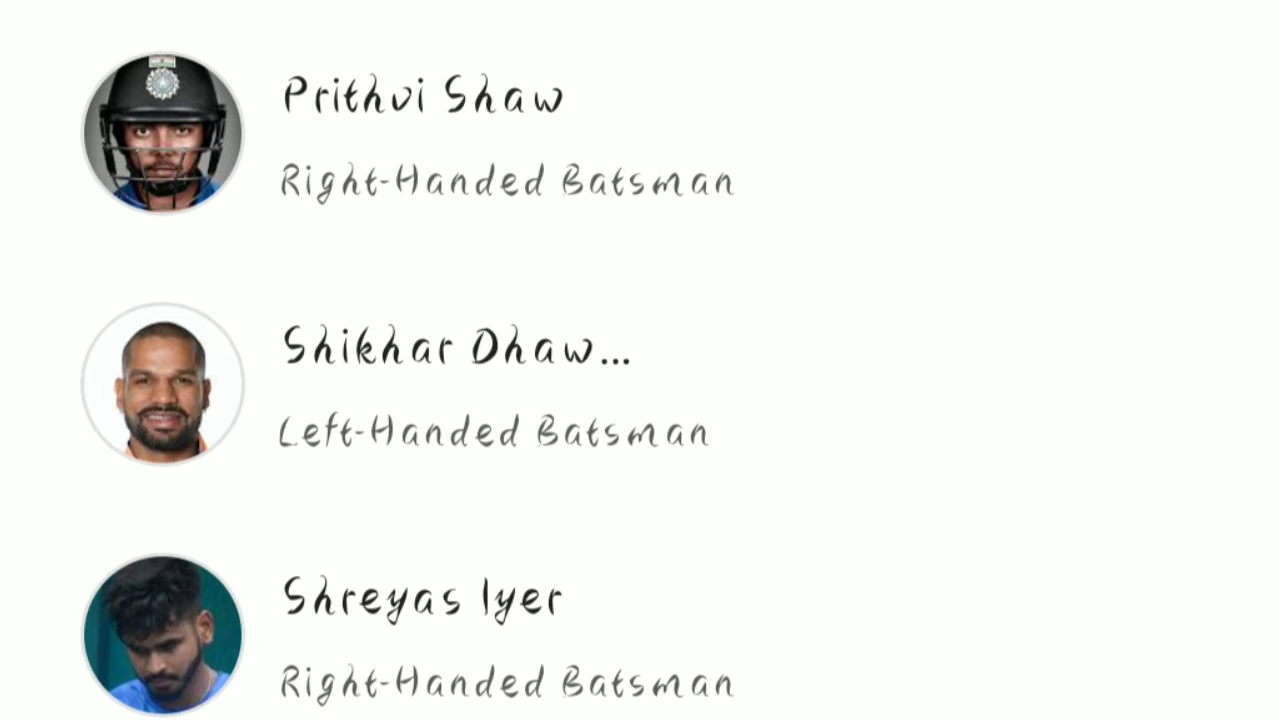 Prithvi Shaw
Right-Handed Batsman
Shikhar Dhaw...
Left-Handed Batsman
Shreyas Iyer
Right-Handed Batsman